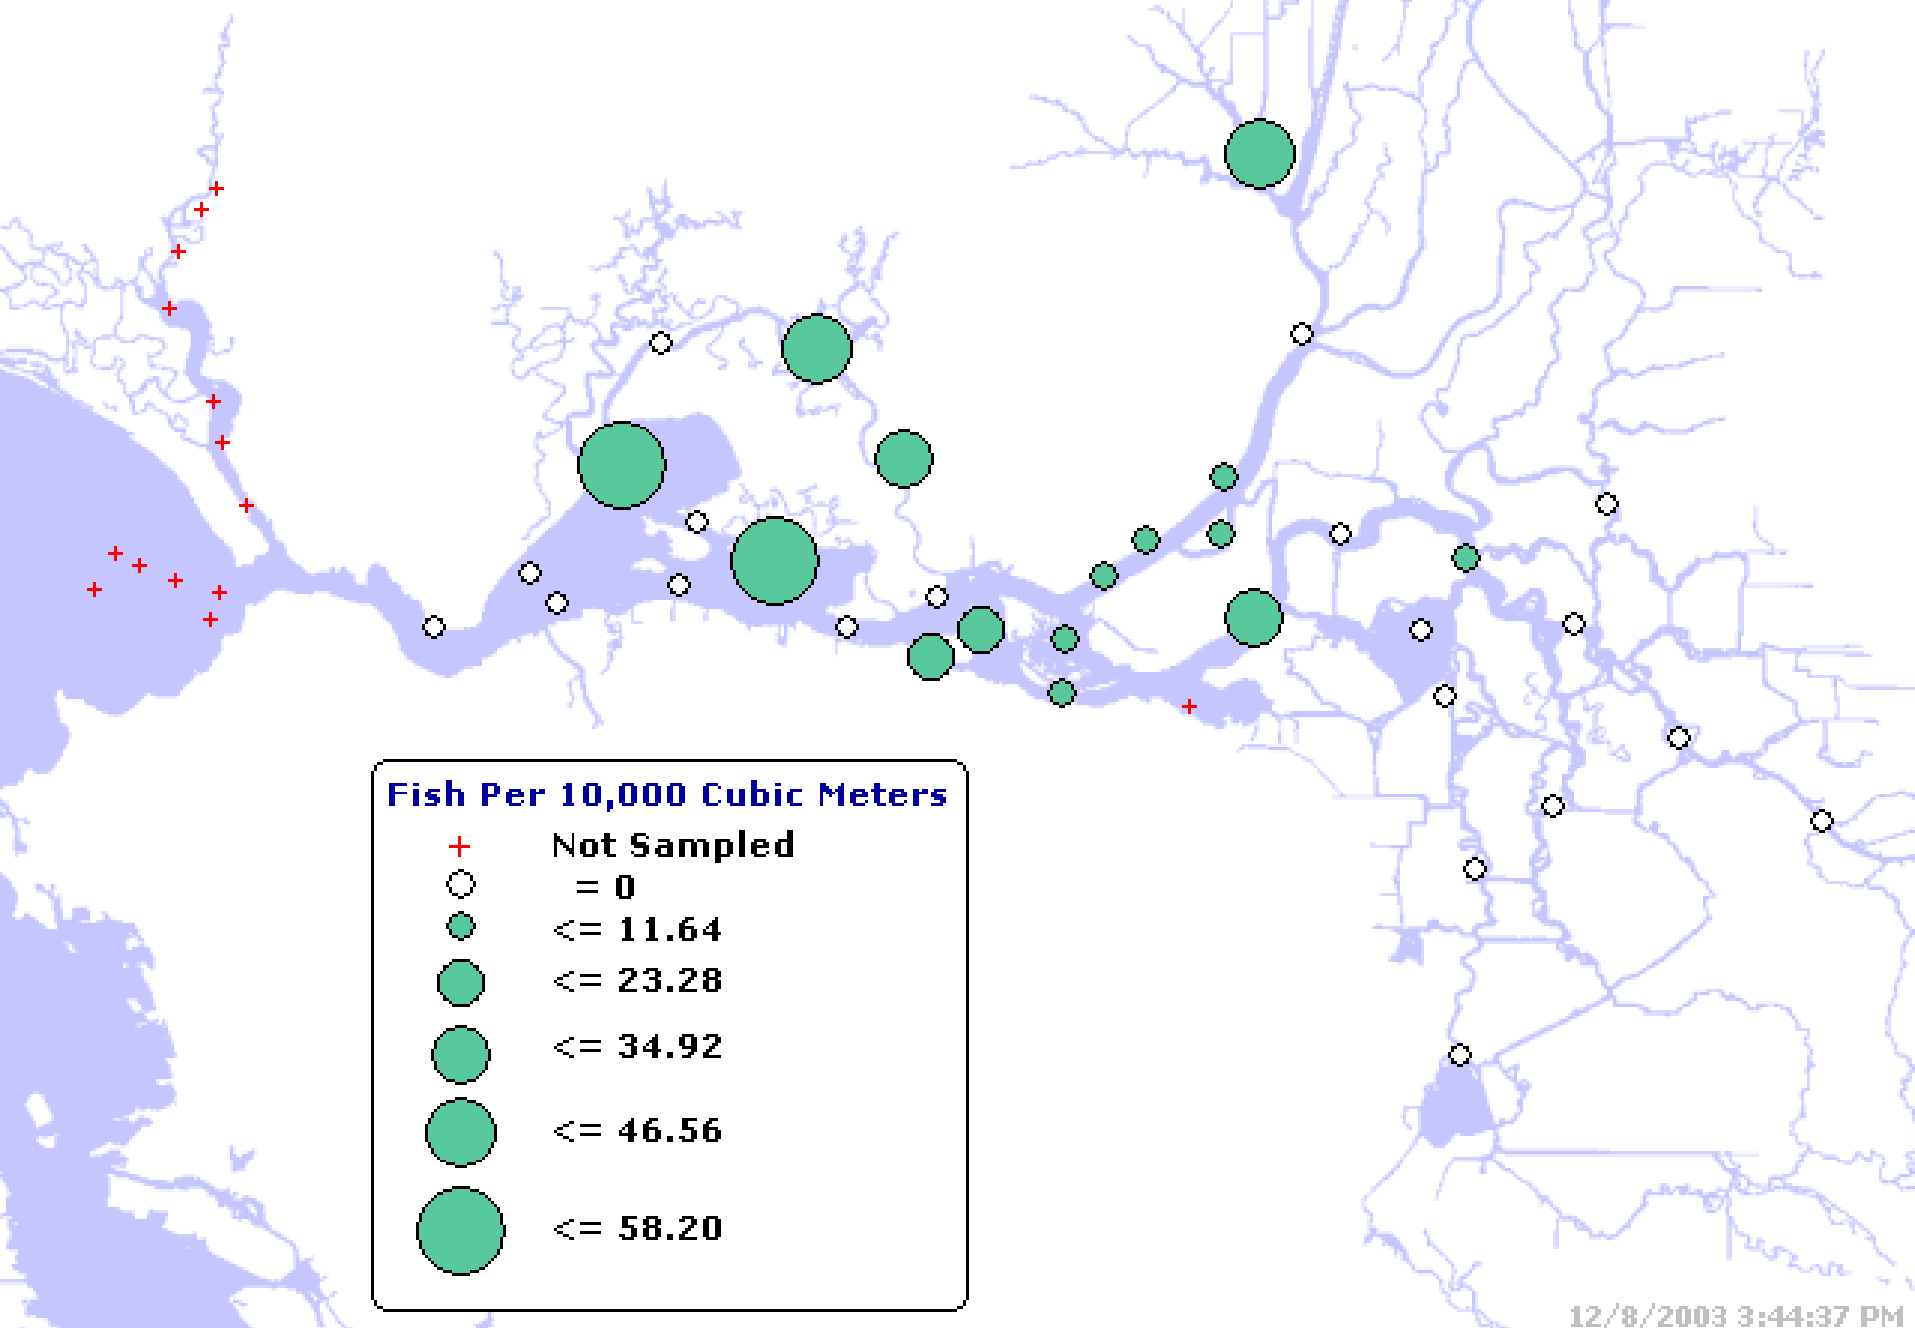 Fish Per 10,000 Cubic Meters
Not Sampled
= 0
<= 11.64
<= 23.28
<= 34.92
<= 46.56
<= 58.20
12/8/2003 3:44:37 PM